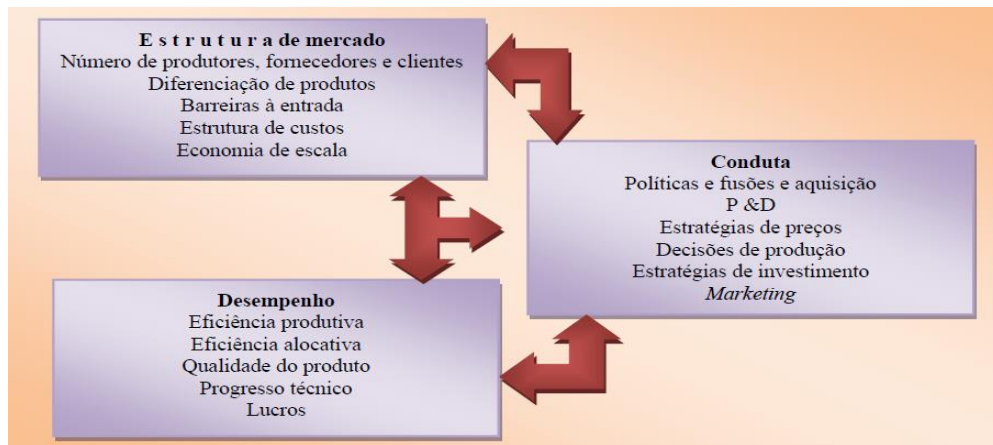 E s t r u t u r a de mercado
Número de produtores, fornecedores e clientes
Diferenciação de produtos
Barreiras à entrada
Estrutura de custos
Economia de escala
Conduta
Políticas e fusões e aquisição
P &D
Estratégias de preços
Decisões de produção
Estratégias de investimento
Marketing
Desempenho
Eficiência produtiva
Eficiência alocativa
Qualidade do produto
Progresso técnico
Lucros